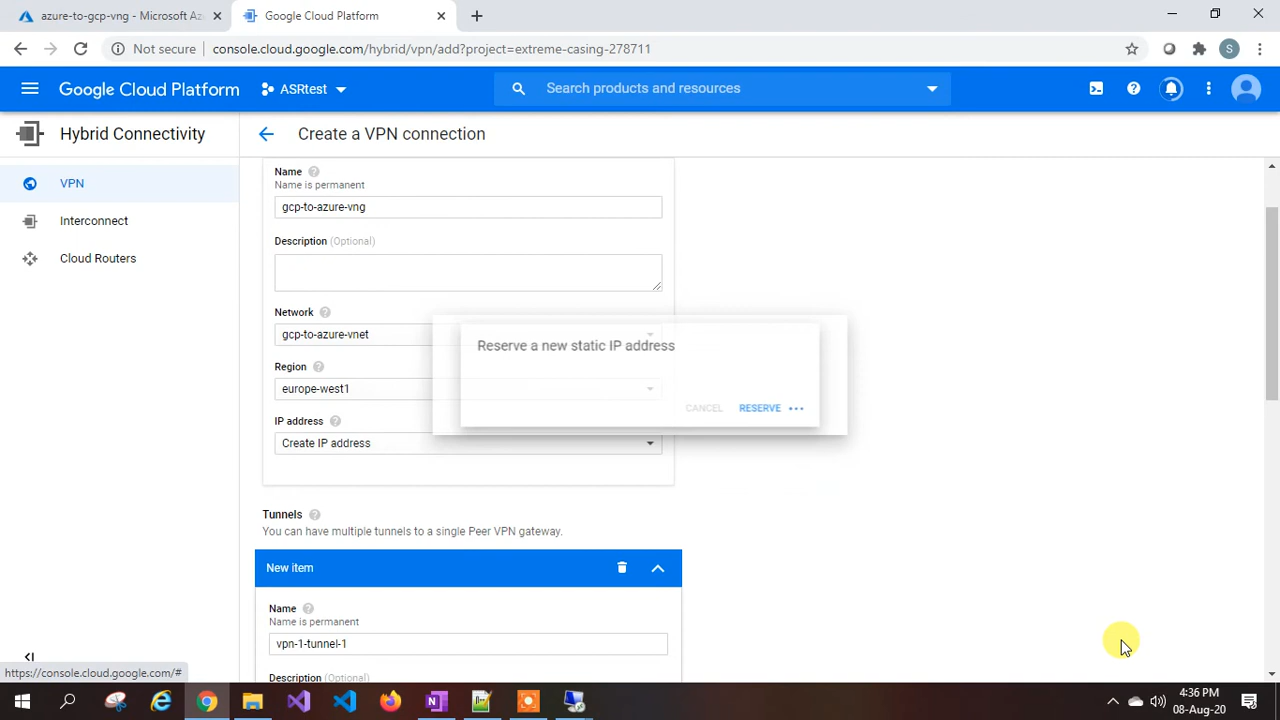 azure-to-gcp-vng - Microsoft Az
Google Cloud Platform
Not secure
console.cloud.google.com/hybrid/vpn/add?project=extreme-casing-278711
S
Google Cloud Platform
ASRtest
Search products and resources
Hybrid Connectivity
Create a VPN connection
VPN
Interconnect
Cloud Routers
Name
Name is permanent
gcp-to-azure-vng
Description (Optional)
Network
gcp-to-azure-vnet
Region
europe-west1
IP address
Create IP address
Reserve a new static IP address
CANCEL
RESERVE
Tunnels
You can have multiple tunnels to a single Peer VPN gateway.
New item
Name
Name is permanent
vpn-1-tunnel-1
Description (Optional)
https://console.cloud.google.com/#
4:36 PM
08-Aug-20